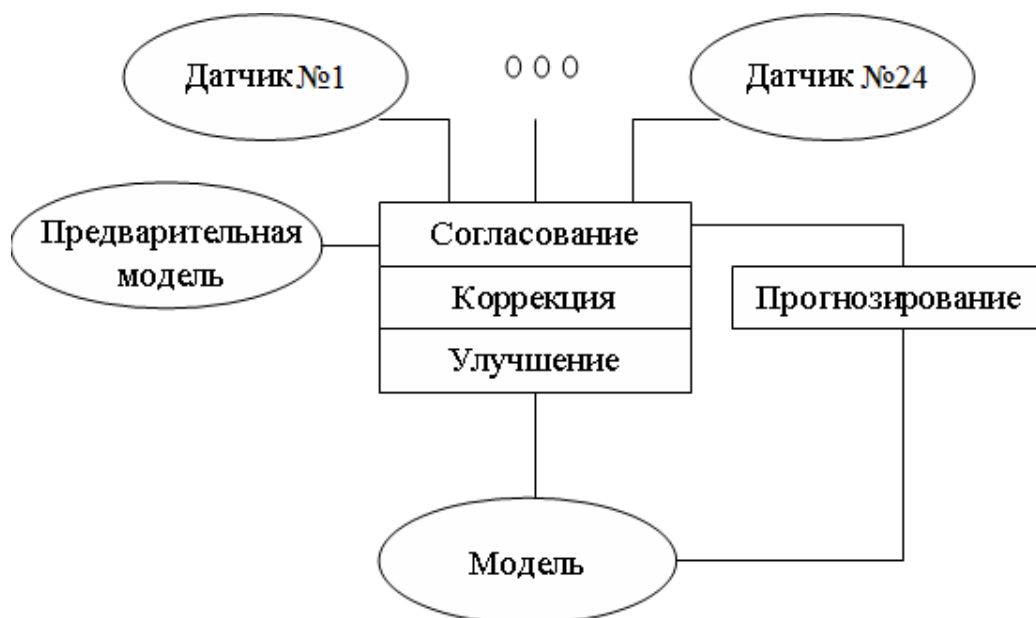 Датчик №1
o o o
Датчик №24
Предварительная
модель
Согласование
Коррекция
Улучшение
Прогнозирование
Модель